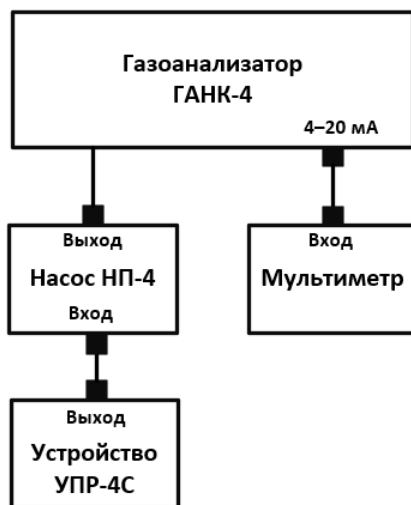 Газоанализатор
ГАНК-4
4–20 мА
Выход
Насос НП-4
Вход
Вход
Мультиметр
Выход
Устройство
УПР-4С